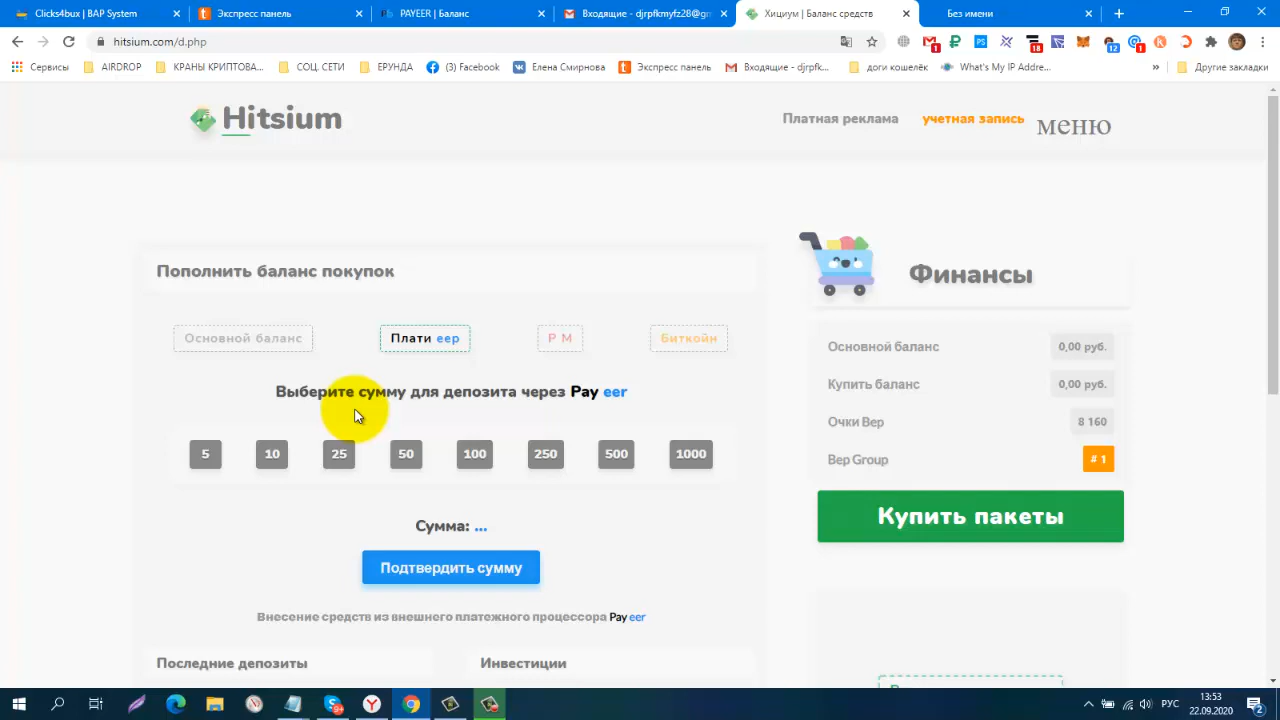 Clicks4bux | BAP System
Экспресс панель
PAYEER | Баланс
Входящие - djrpfkmyfz28@gm
Хициум | Баланс средств
Без имени
hitsium.com/d.php
Сервисы
AIRDROP
КРАНЫ КРИПТОВА...
СОЦ. СЕТИ
ЕРУНДА
(3) Facebook
Елена Смирнова
Экспресс панель
Входящие - djrpfk...
доги кошелёк
What's My IP Addre...
»
Другие закладки
Hitsium
Платная реклама
учетная запись
меню
Пополнить баланс покупок
Основной баланс
Плати еер
P M
Биткойн
Выберите сумму для депозита через Pay eer
5
10
25
50
100
250
500
1000
Сумма: ...
Подтвердить сумму
Внесение средств из внешнего платежного процессора Pay eer
Последние депозиты
Инвестиции
Финансы
Основной баланс
0,00 руб.
Купить баланс
0,00 руб.
Очки Вер
8 160
Вер Group
# 1
Купить пакеты
РУС
13:53
22.09.2020